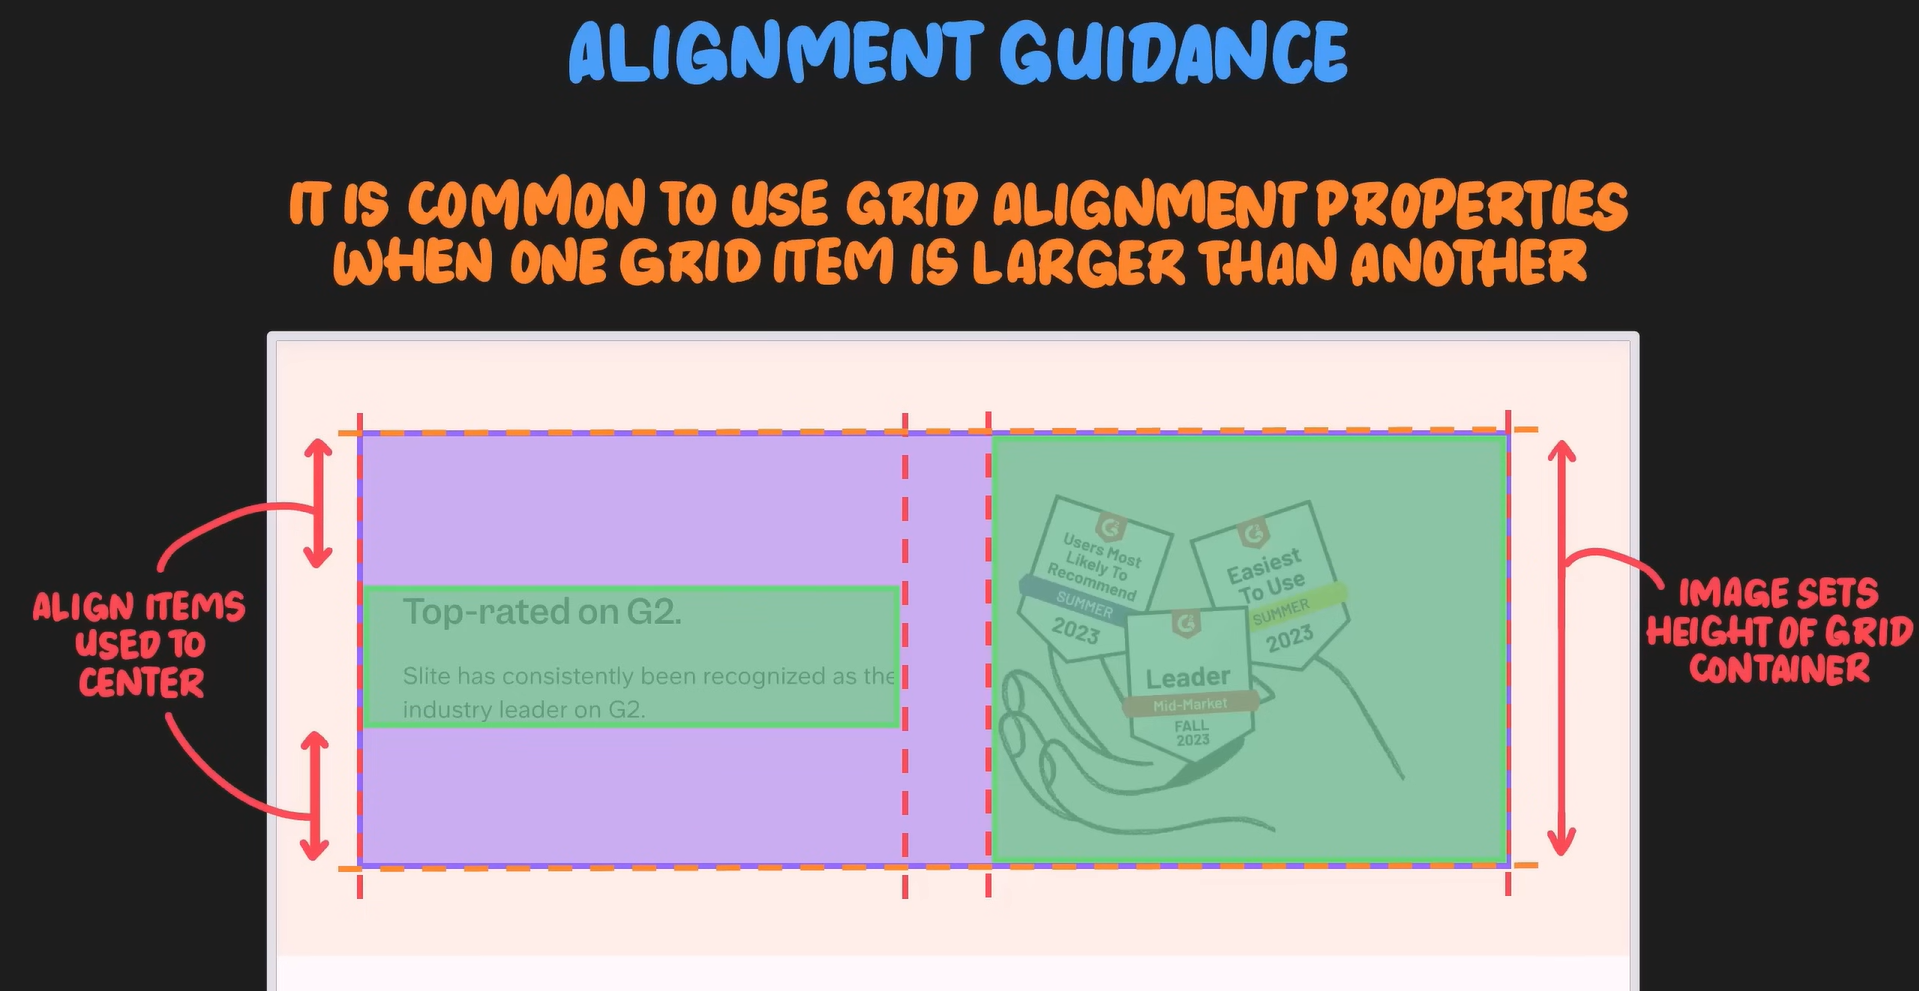 ALIGNMENT GUIDANCE
IT IS COMMON TO USE GRID ALIGNMENT PROPERTIES
WHEN ONE GRID ITEM IS LARGER THAN ANOTHER
ALIGN ITEMS
USED TO
CENTER
Top-rated on G2.
Slite has consistently been recognized as the
industry leader on G2.
Users Most
Likely To
Recommend
SUMMER
2023
Easiest
To Use
SUMMER
2023
Leader
Mid-Market
FALL
2023
IMAGE SETS
HEIGHT OF GRID
CONTAINER